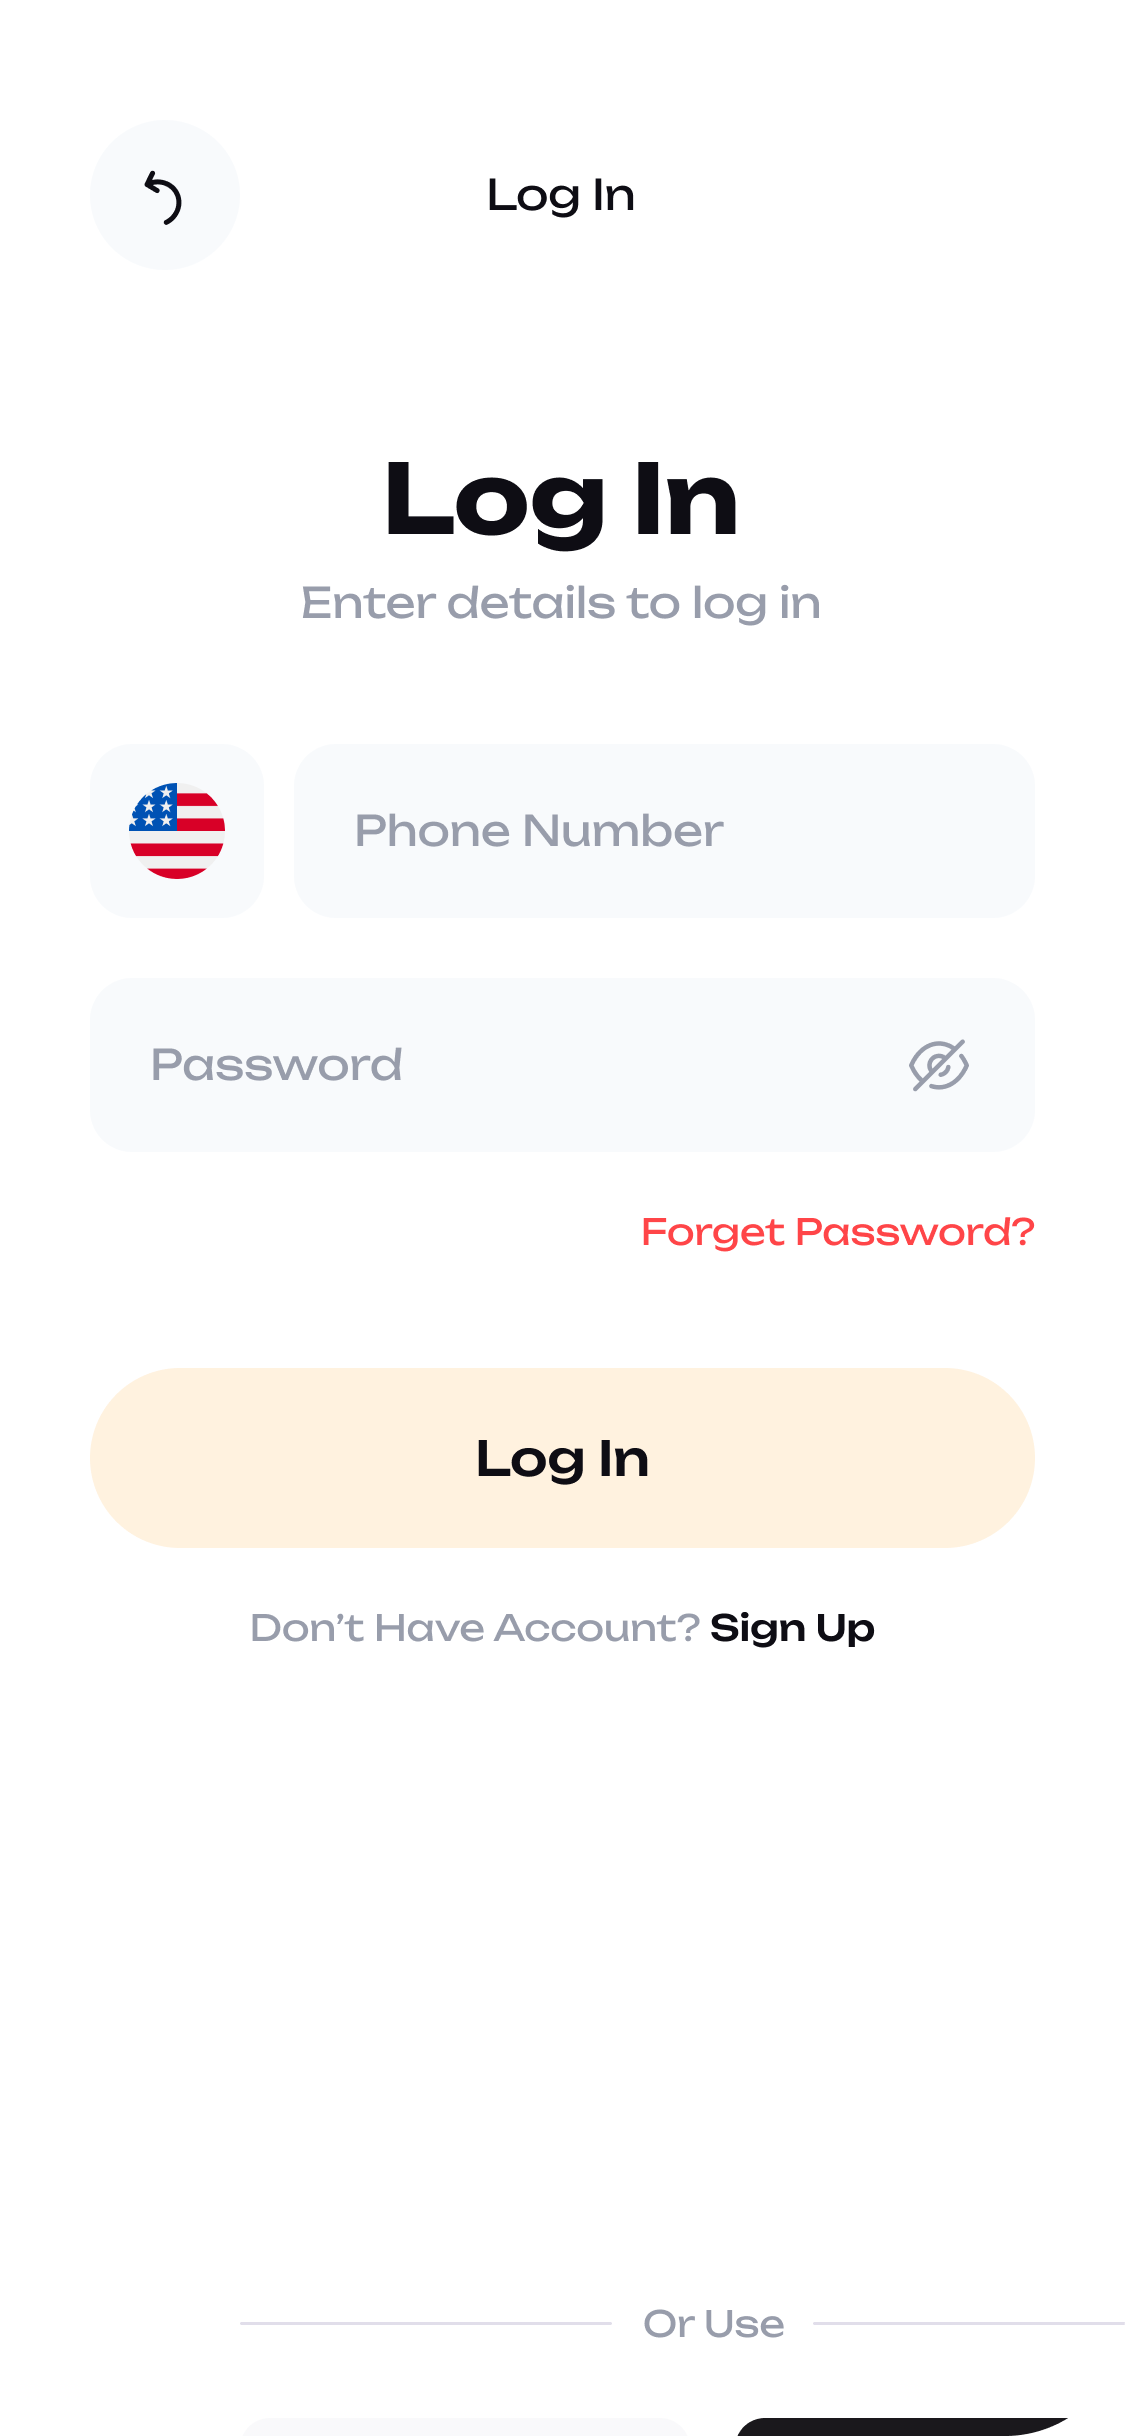 Log In
Log In
Enter details to log in
Phone Number
Password
Forget Password?
Log In
Don’t Have Account? Sign Up
Or Use